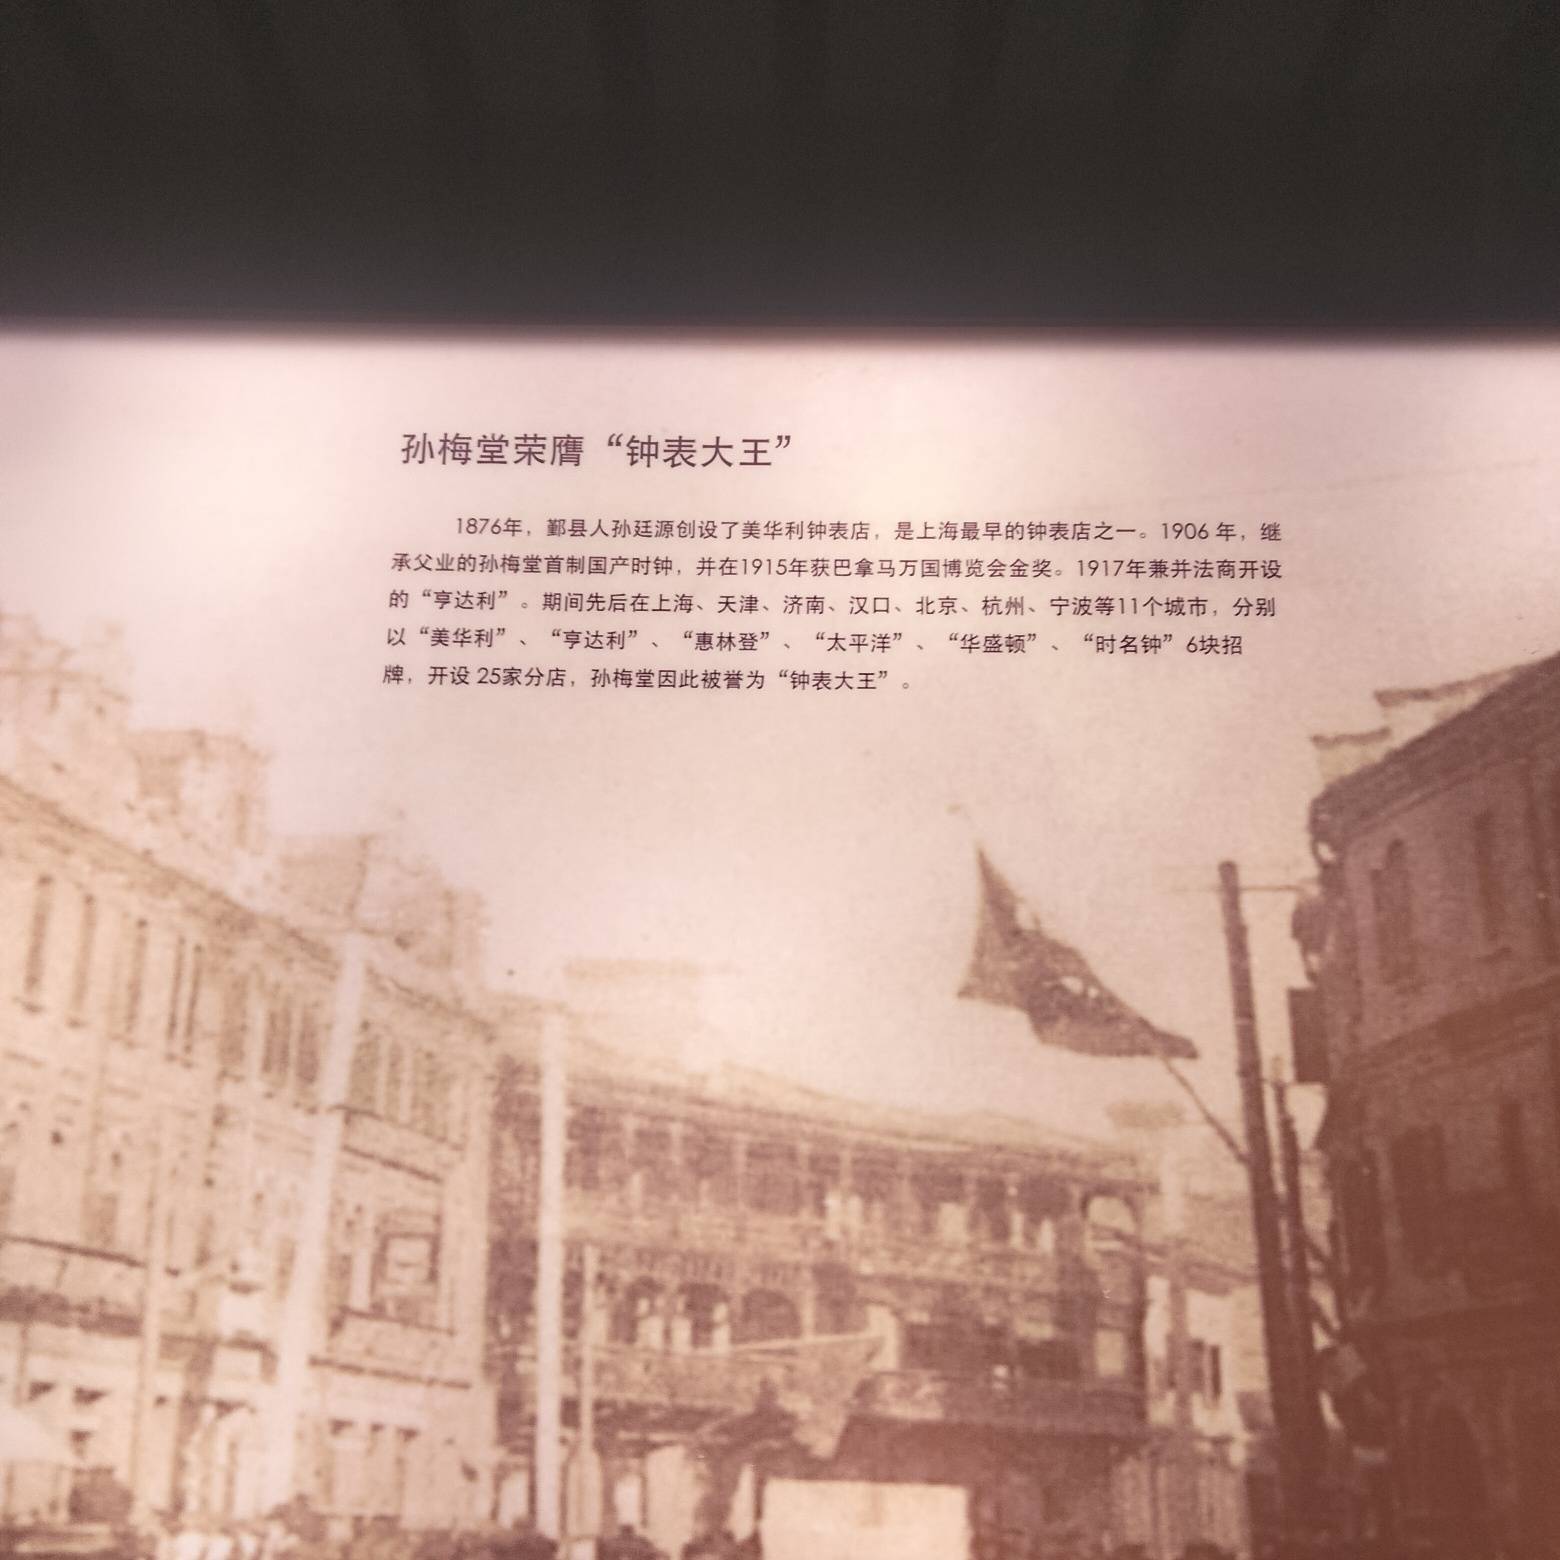 孙梅堂荣膺“钟表大王”
1876年，鄞县人孙廷源创设了美华利钟表店，是上海最早的钟表店之一。1906 年，继
承父业的孙梅堂首制国产时钟，并在1915年获巴拿马万国博览会金奖。1917年兼并法商开设
的“亨达利”。期间先后在上海、天津、济南、汉口、北京、杭州、宁波等11个城市，分别
以“美华利”、“亨达利”、“惠林登”、“太平洋”、“华盛顿”、“时名钟”6块招
牌，开设 25家分店，孙梅堂因此被誉为“钟表大王”。